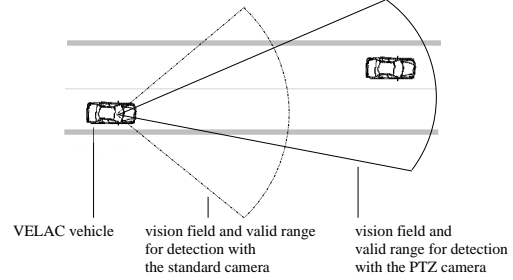 VELAC vehicle
vision field and valid range
for detection with
the standard camera
vision field and
valid range for detection
with the PTZ camera